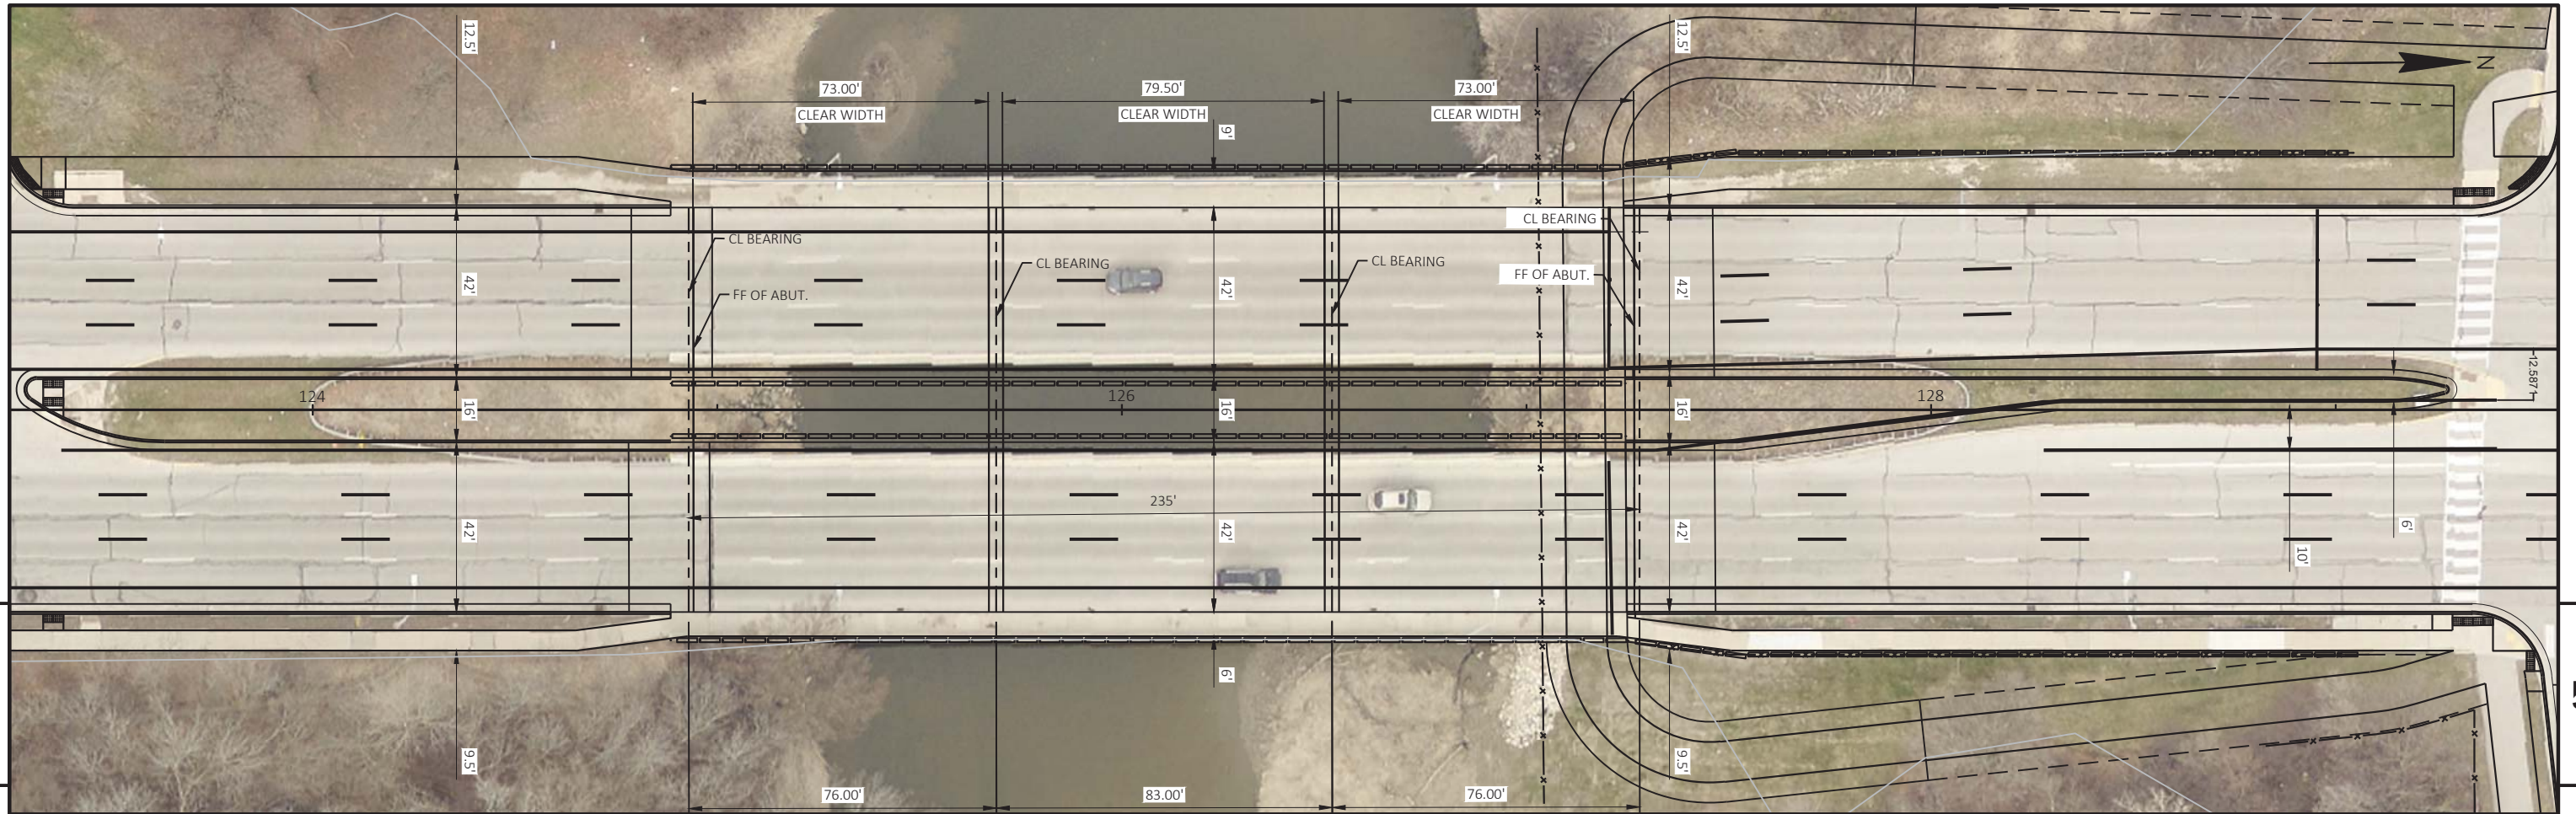 12.5'
12.5'
N
73.00'
CLEAR WIDTH
79.50'
CLEAR WIDTH
73.00'
CLEAR WIDTH
9'
CL BEARING
CL BEARING
CL BEARING
CL BEARING
FF OF ABUT.
FF OF ABUT.
42'
42'
42'
12.587'
124
126
128
16'
16'
16'
235'
42'
42'
42'
6'
10'
6'
9.5'
9.5'
76.00'
83.00'
76.00'